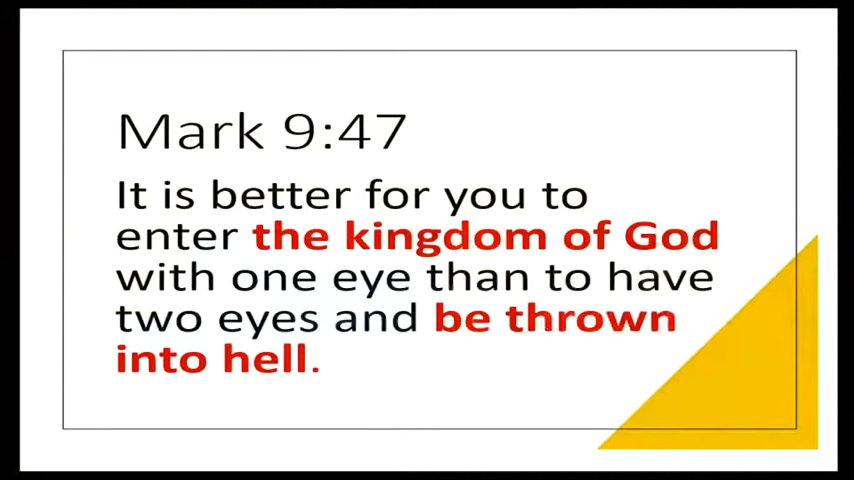 Mark 9:47
It is better for you to
enter the kingdom of God
with one eye than to have
two eyes and be thrown
into hell.